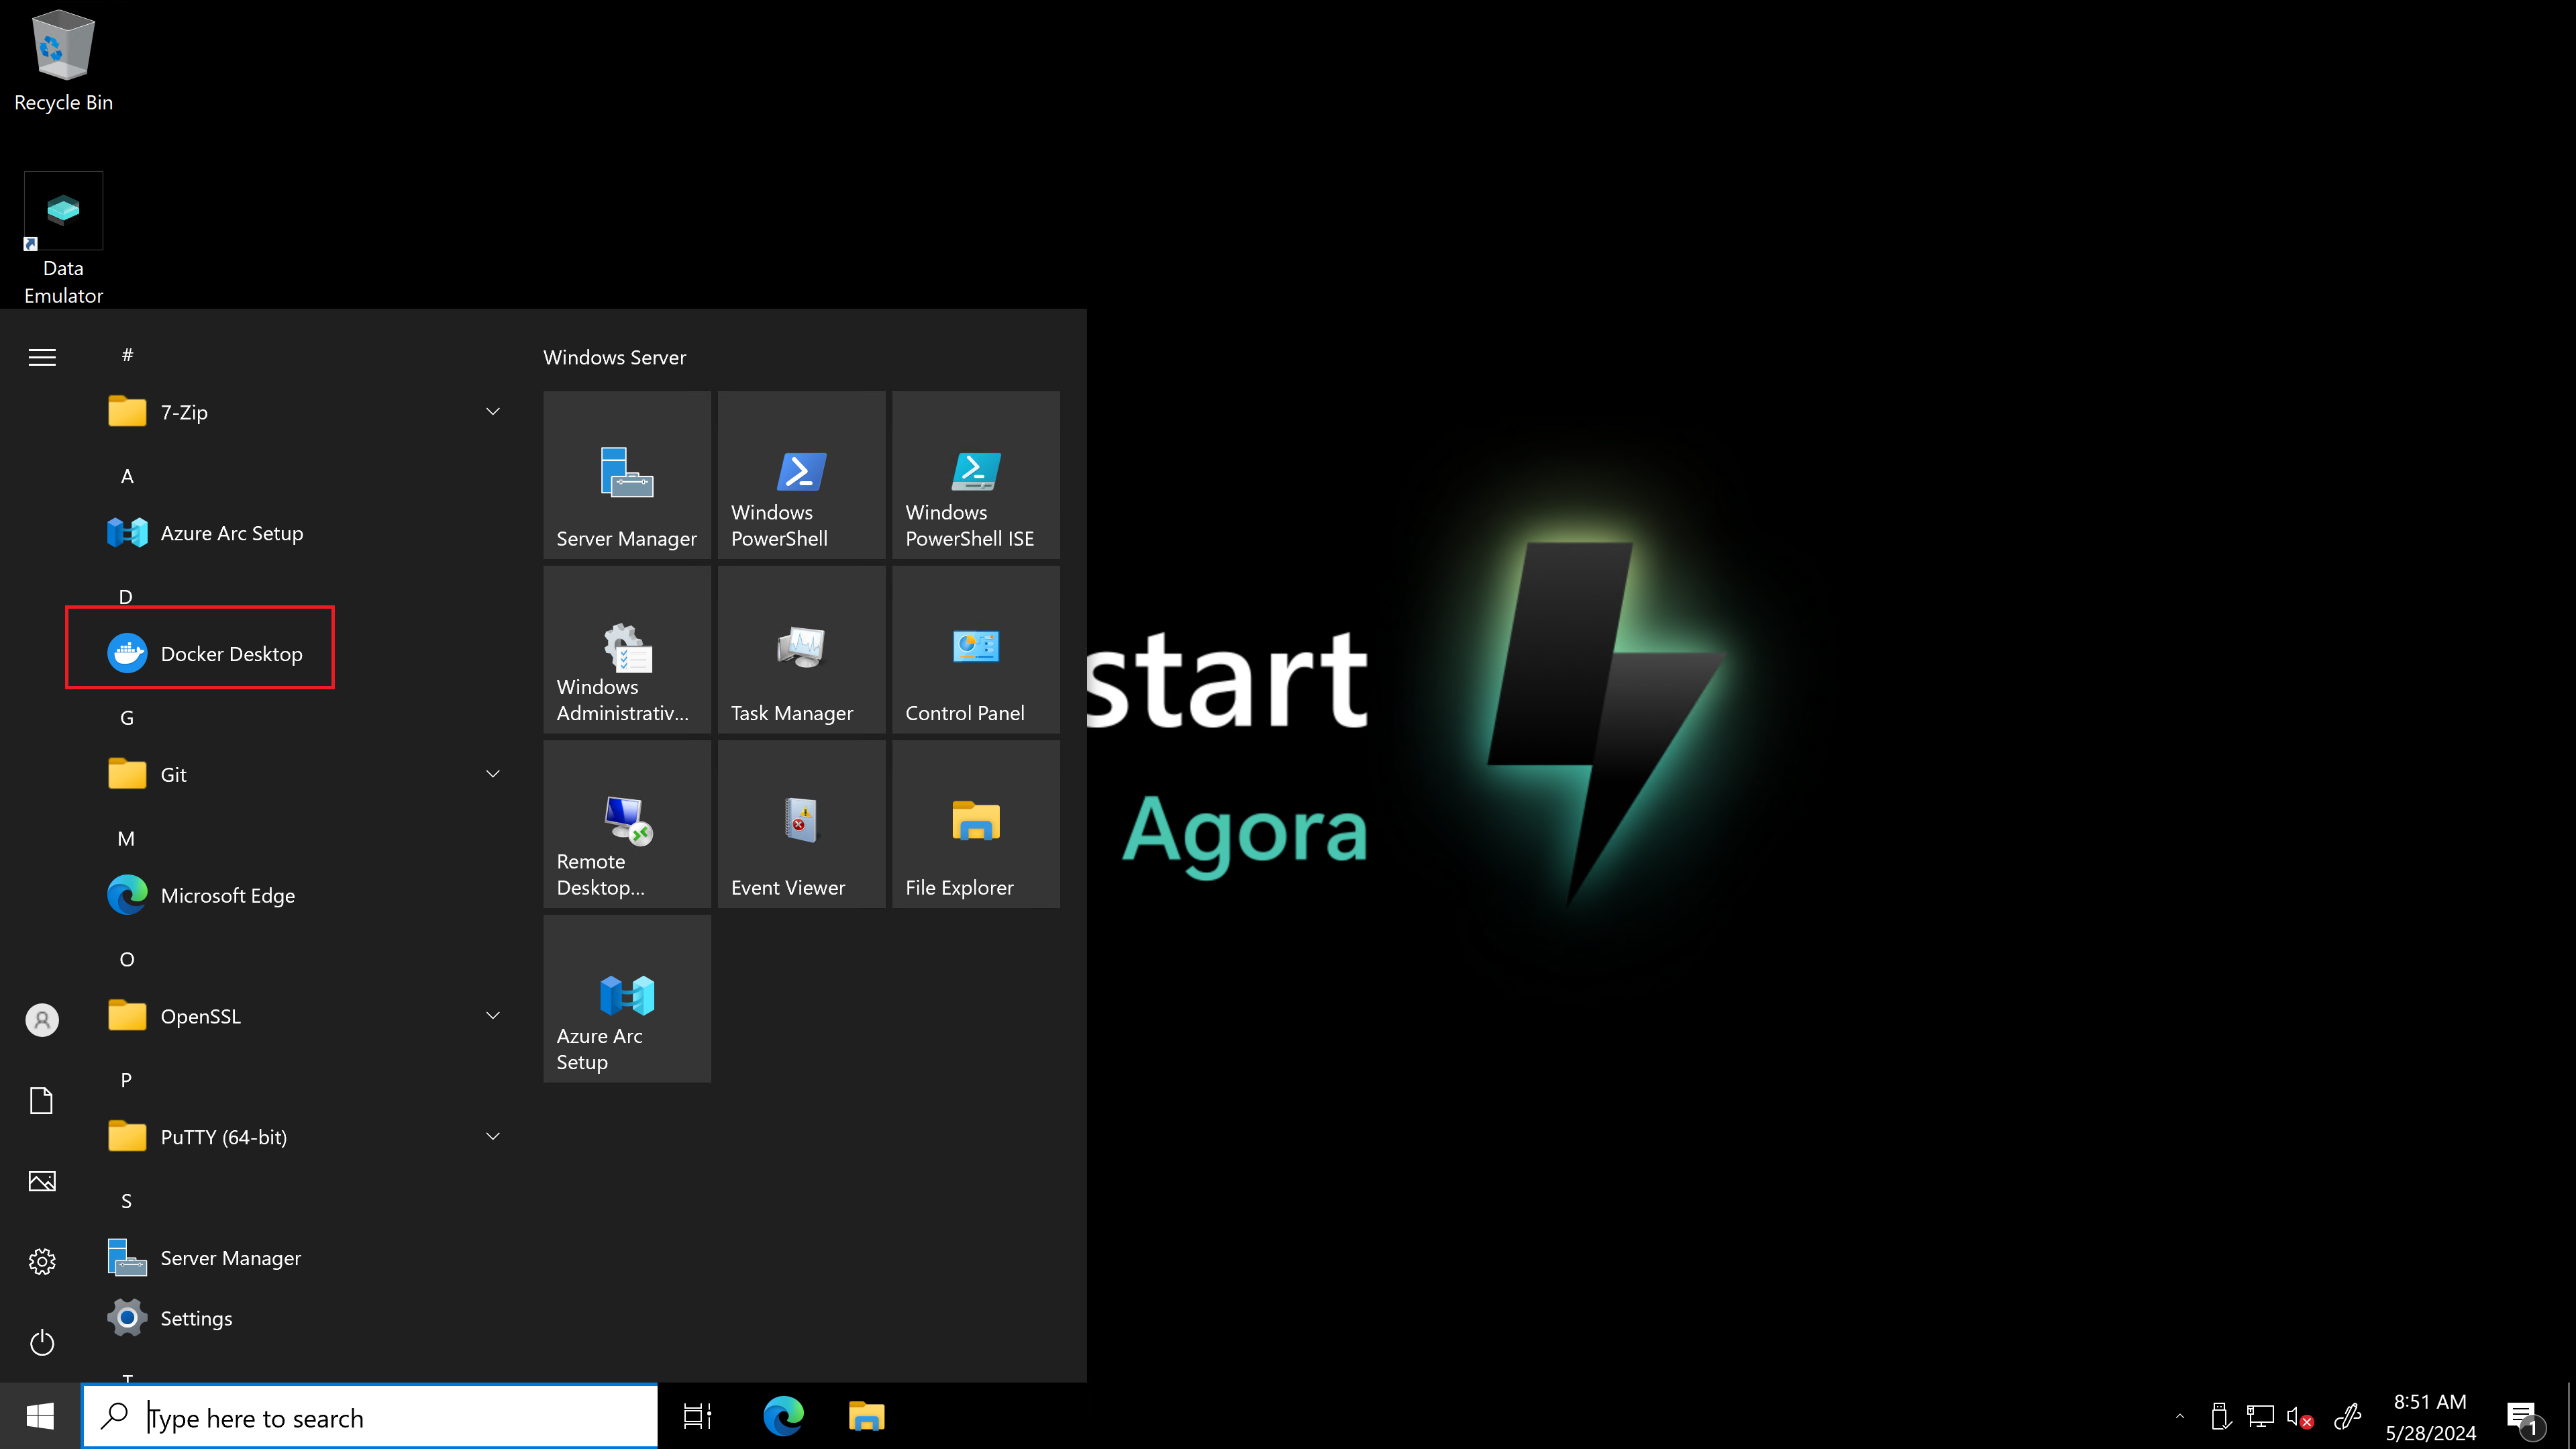 Recycle Bin
Data
Emulator
#
7-Zip
A
Azure Arc Setup
D
Docker Desktop
G
Git
M
Microsoft Edge
O
OpenSSL
P
PuTTY (64-bit)
S
Server Manager
Settings
T
Windows Server
Server Manager
Windows
PowerShell
Windows
PowerShell ISE
Windows
Administrativ...
Task Manager
Control Panel
Remote
Desktop...
Event Viewer
File Explorer
Azure Arc
Setup
start
Agora
Type here to search
8:51 AM
5/28/2024
1